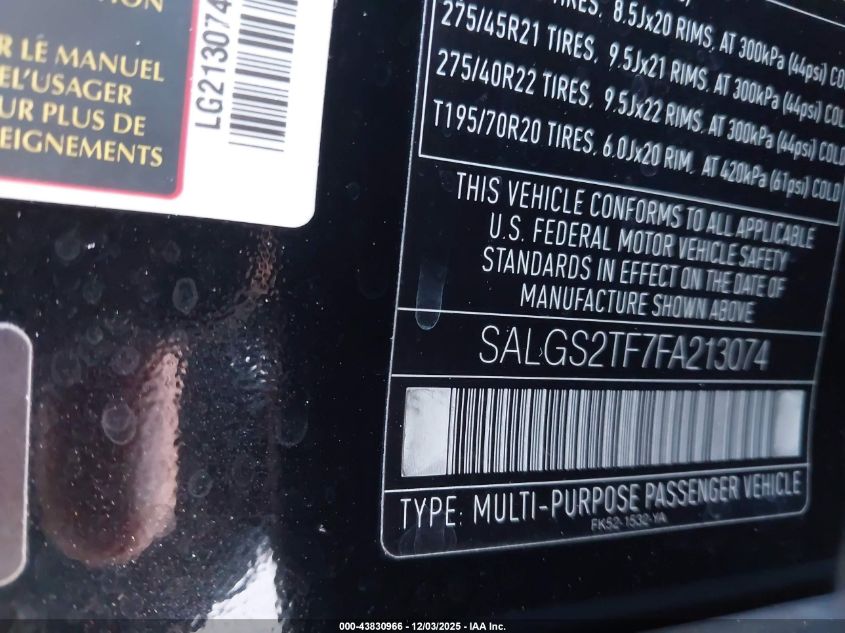 TION
R LE MANUEL
EL'USAGER
UR PLUS DE
EIGNEMENTS
LG213074
TIRES, 8.5Jx20 RIMS, AT 300kPa (44psi) CO
275/45R21 TIRES, 9.5Jx21 RIMS, AT 300kPa (44psi) COL
275/40R22 TIRES, 9.5Jx22 RIMS, AT 300kPa (44psi) COLD
T195/70R20 TIRES, 6.0Jx20 RIM, AT 420kPa (61psi) COLD
THIS VEHICLE CONFORMS TO ALL APPLICABLE
U.S. FEDERAL MOTOR VEHICLE SAFETY
STANDARDS IN EFFECT ON THE DATE OF
MANUFACTURE SHOWN ABOVE
SALGS2TF7FA213074
TYPE: MULTI-PURPOSE PASSENGER VEHICLE
FK52-1532-YA
000-43830966 - 12/03/2025 - IAA Inc.